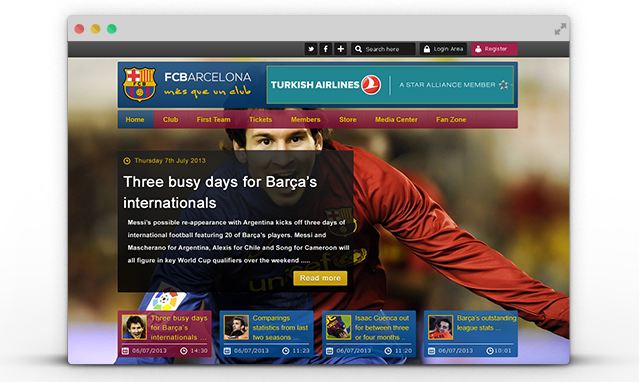 Search here
Login Area
Register
FCB
FCBARCELONA
més que un club
TURKISH AIRLINES
A STAR ALLIANCE MEMBER
Home
Club
First Team
Tickets
Members
Store
Media Center
Fan Zone
Thursday 7th July 2013
Three busy days for Barça's
internationals
Messi's possible re-appearance with Argentina kicks off three days of
international football featuring 20 of Barça's players. Messi and
Mascherano for Argentina, Alexis for Chile and Song for Cameroon will
all figure in key World Cup qualifiers over the weekend .....
Read more
unicef
Three busy days
for Barça's
internationals ...
06/07/2013
14:30
Comparings
statistics from last
two seasons ...
06/07/2013
11:23
Isaac Cuenca out
for between three
or four months ..
06/07/2013
11:20
Barça's outstanding
league stats ..
06/07/2013
10:01